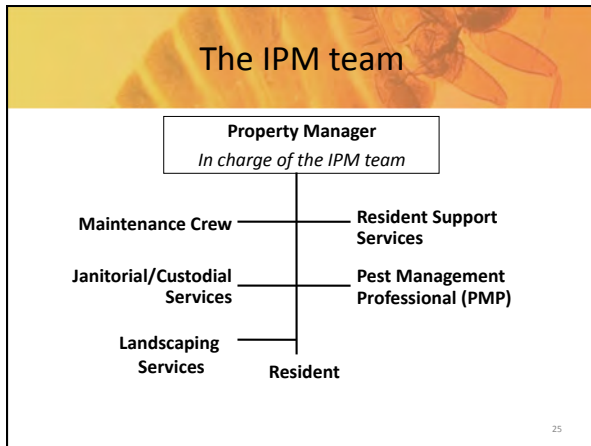 The IPM team
Property Manager
In charge of the IPM team
Maintenance Crew
Resident Support
Services
Janitorial/Custodial
Services
Pest Management
Professional (PMP)
Landscaping
Services
Resident
25